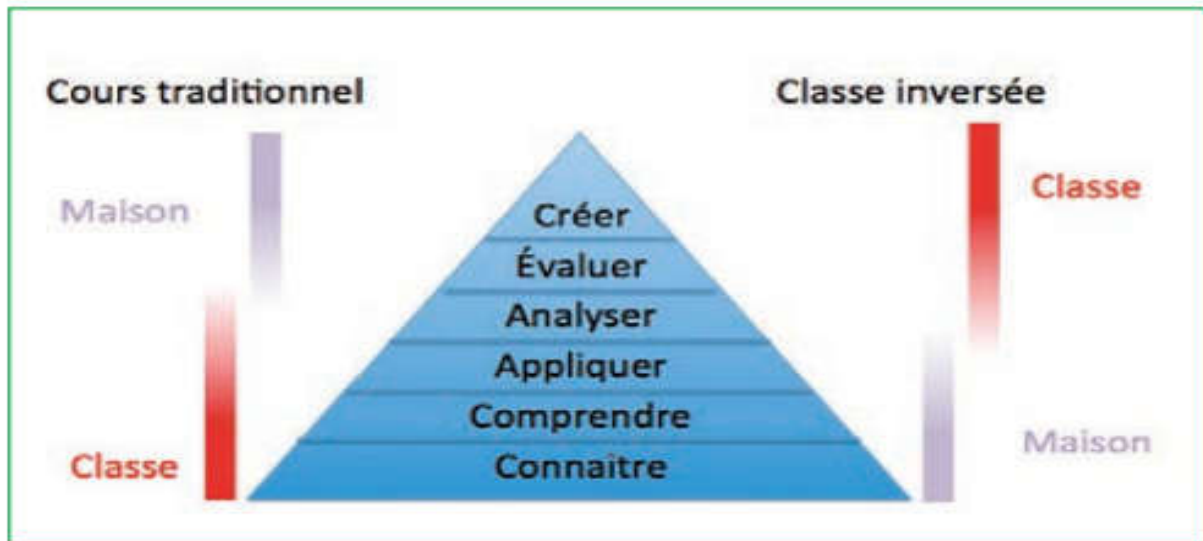 Cours traditionnel
Classe inversée
Maison
Classe
Créer
Évaluer
Analyser
Appliquer
Comprendre
Connaître
Classe
Maison